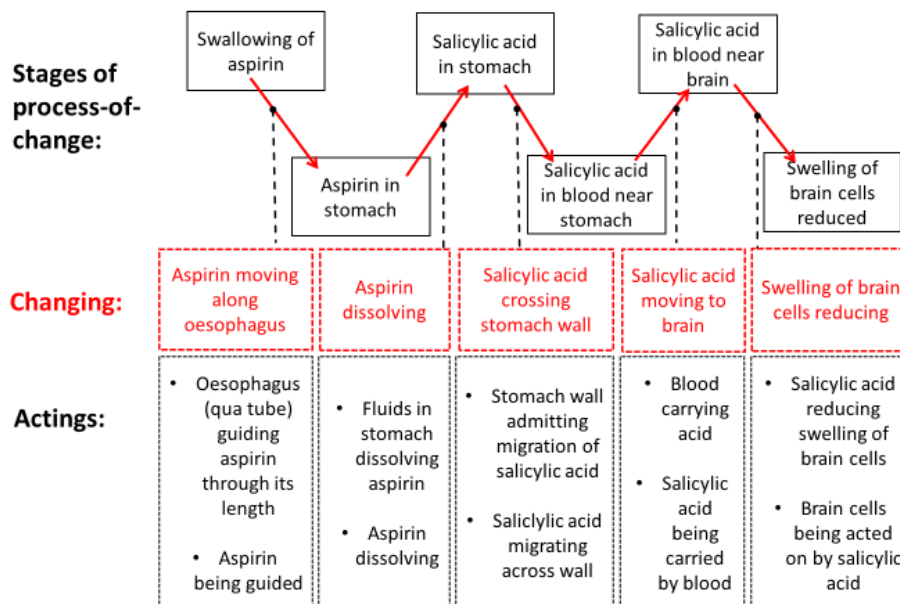 Stages of
process-of-
change:
Swallowing of
aspirin
Aspirin in
stomach
Salicylic acid
in stomach
Salicylic acid
in blood near
stomach
Salicylic acid
in blood near
brain
Swelling of
brain cells
reduced
Changing:
Aspirin moving
along
oesophagus
Aspirin
dissolving
Salicylic acid
crossing
stomach wall
Salicylic acid
moving to
brain
Swelling of brain
cells reducing
Actings:
• Oesophagus
(qua tube)
guiding
aspirin
through its
length
• Aspirin
being guided
• Fluids in
stomach
dissolving
aspirin
• Aspirin
dissolving
• Stomach wall
admitting
migration of
salicylic acid
• Saliclylic acid
migrating
across wall
• Blood
carrying
acid
• Salicylic
acid
being
carried
by blood
• Salicylic acid
reducing
swelling of
brain cells
• Brain cells
being acted
on by salicylic
acid